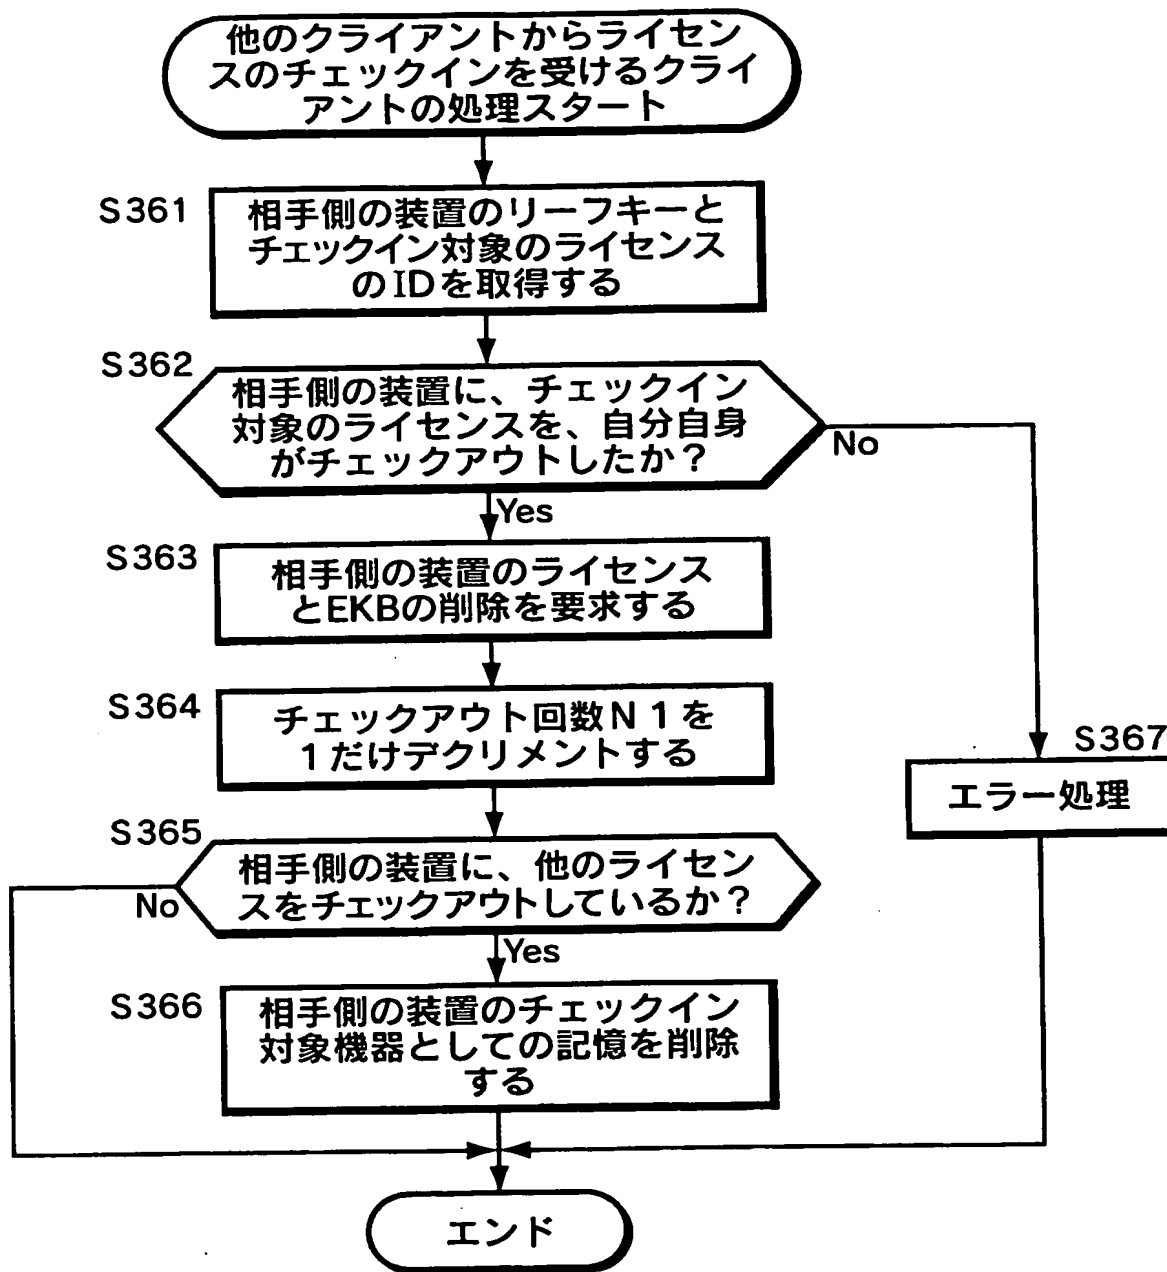 他のクライアントからライセン
スのチェックインを受けるクライ
アントの処理スタート
S361
相手側の装置のリーフキーと
チェックイン対象のライセンス
のIDを取得する
S362
相手側の装置に、チェックイン
対象のライセンスを、自分自身
がチェックアウトしたか?
No
Yes
S363
相手側の装置のライセンス
とEKBの削除を要求する
S364
チェックアウト回数N1を
1だけデクリメントする
S367
エラー処理
S365
相手側の装置に、他のライセン
スをチェックアウトしているか?
No
Yes
S366
相手側の装置のチェックイン
対象機器としての記憶を削除
する
エンド